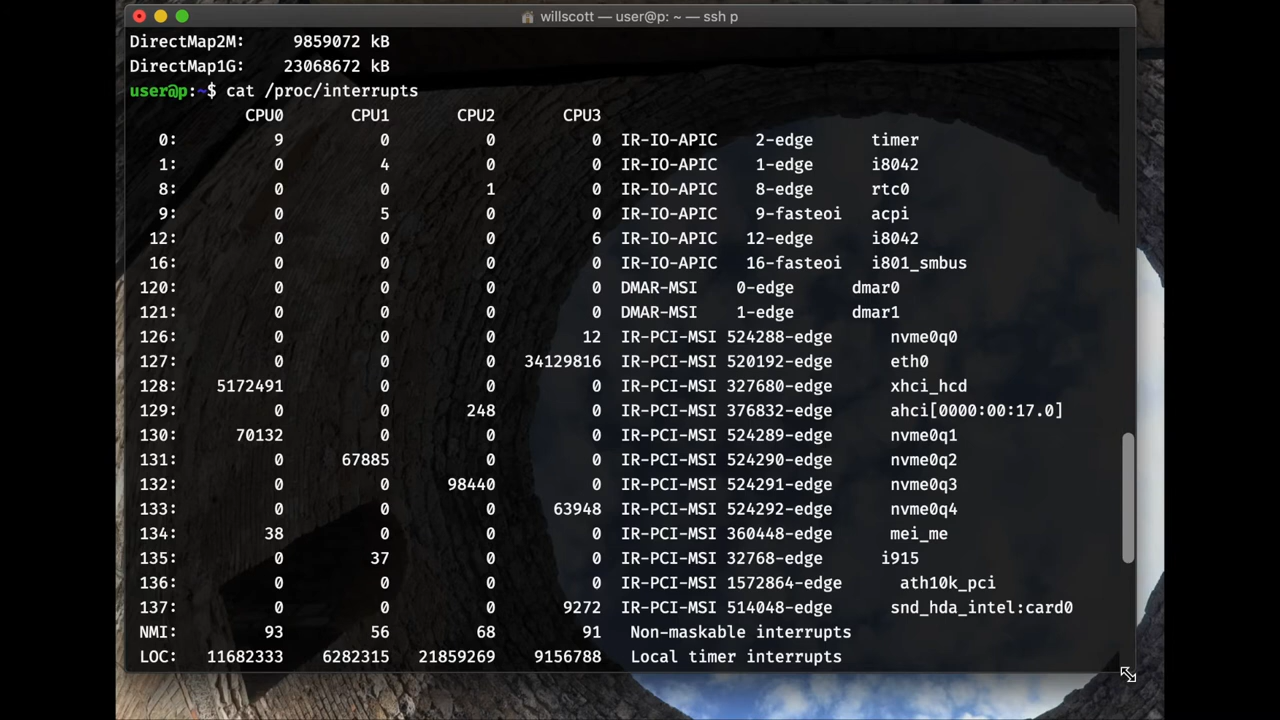 willscott — user@p: ~ — ssh p
DirectMap2M: 9859072 kB
DirectMap1G: 23068672 kB
user@p:~$ cat /proc/interrupts
CPU0 CPU1 CPU2 CPU3
0: 9 0 0 0 IR-IO-APIC 2-edge timer
1: 0 4 0 0 IR-IO-APIC 1-edge i8042
8: 0 0 1 0 IR-IO-APIC 8-edge rtc0
9: 0 5 0 0 IR-IO-APIC 9-fasteoi acpi
12: 0 0 0 6 IR-IO-APIC 12-edge i8042
16: 0 0 0 0 IR-IO-APIC 16-fasteoi i801_smbus
120: 0 0 0 0 DMAR-MSI 0-edge dmar0
121: 0 0 0 0 DMAR-MSI 1-edge dmar1
126: 0 0 0 12 IR-PCI-MSI 524288-edge nvme0q0
127: 0 0 0 34129816 IR-PCI-MSI 520192-edge eth0
128: 5172491 0 0 0 IR-PCI-MSI 327680-edge xhci_hcd
129: 0 0 248 0 IR-PCI-MSI 376832-edge ahci[0000:00:17.0]
130: 70132 0 0 0 IR-PCI-MSI 524289-edge nvme0q1
131: 0 67885 0 0 IR-PCI-MSI 524290-edge nvme0q2
132: 0 0 98440 0 IR-PCI-MSI 524291-edge nvme0q3
133: 0 0 0 63948 IR-PCI-MSI 524292-edge nvme0q4
134: 38 0 0 0 IR-PCI-MSI 360448-edge mei_me
135: 0 37 0 0 IR-PCI-MSI 32768-edge i915
136: 0 0 0 0 IR-PCI-MSI 1572864-edge ath10k_pci
137: 0 0 0 9272 IR-PCI-MSI 514048-edge snd_hda_intel:card0
NMI: 93 56 68 91 Non-maskable interrupts
LOC: 11682333 6282315 21859269 9156788 Local timer interrupts